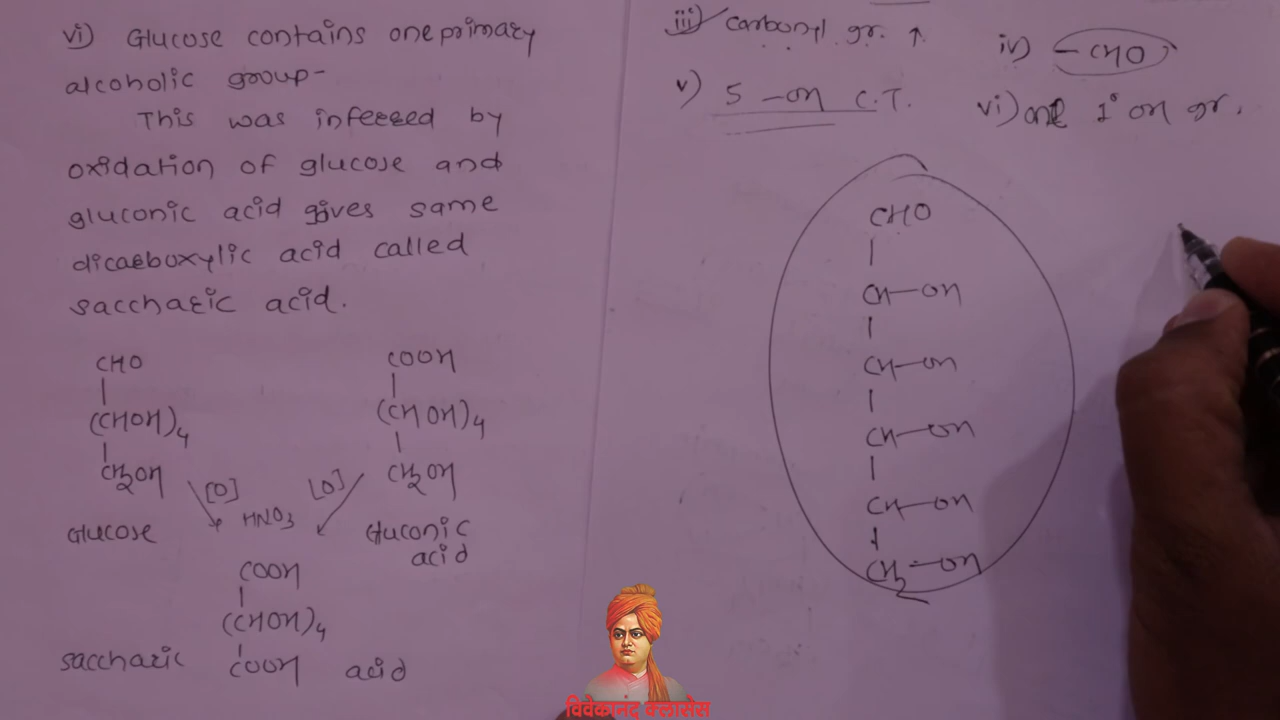 vi) Glucose contains one primary
alcoholic group-
This was inferred by
oxidation of glucose and
gluconic acid gives same
dicarboxylic acid called
saccharic acid.
CHO
|
(CHOH)4
|
CH2OH
Glucose
[O]
HNO3
[O]
COOH
|
(CHOH)4
|
CH2OH
Gluconic
acid
COOH
|
(CHOH)4
|
COOH
saccharic acid
iii) carbonyl gr. ↑
iv) -CHO
v) 5 -OH C.T.
vi) one 1° OH gr.
CHO
|
CH-OH
|
CH-OH
|
CH-OH
|
CH-OH
|
CH2-OH
विवेकानंद क्लासेस